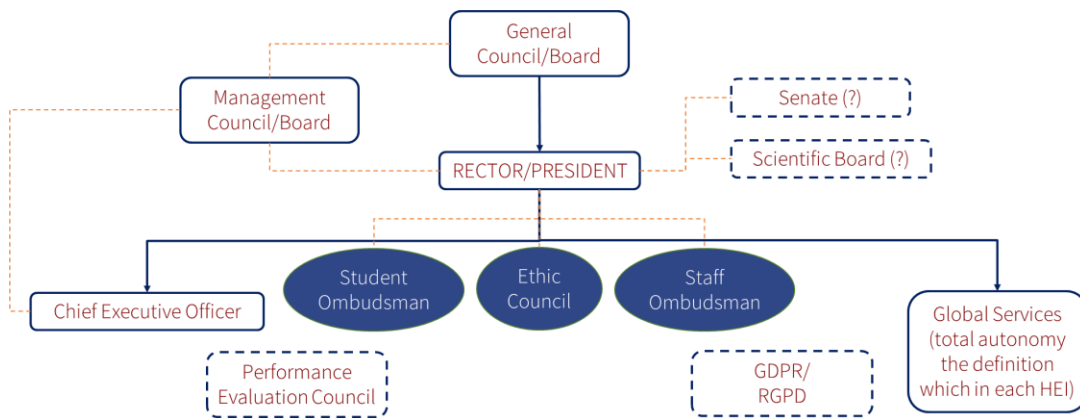 General
Council/Board
Management
Council/Board
Senate (?)
Scientific Board (?)
RECTOR/PRESIDENT
Student
Ombudsman
Ethic
Council
Staff
Ombudsman
Chief Executive Officer
Global Services
(total autonomy
the definition
which in each HEI)
Performance
Evaluation Council
GDPR/
RGPD